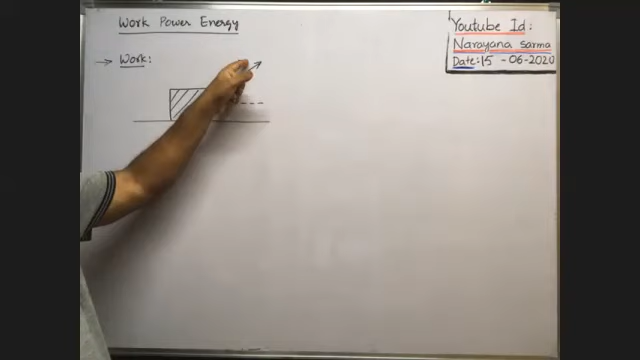 Work Power Energy
→ Work:
Youtube Id:
Narayana Sarma
Date:15 - 06-2020